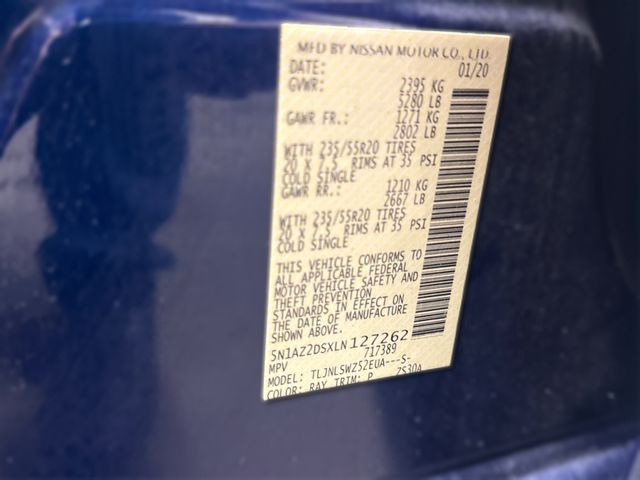 MFD BY NISSAN MOTOR CO., LTD.
DATE: 01/20
GVWR: 2395 KG
5280 LB
GAWR FR.: 1271 KG
2802 LB
WITH 235/55R20 TIRES
20 X 7.5 RIMS AT 35 PSI
COLD SINGLE
GAWR RR.: 1210 KG
2667 LB
WITH 235/55R20 TIRES
20 X 7.5 RIMS AT 35 PSI
COLD SINGLE
THIS VEHICLE CONFORMS TO
ALL APPLICABLE FEDERAL
MOTOR VEHICLE SAFETY AND
THEFT PREVENTION
STANDARDS IN EFFECT ON
THE DATE OF MANUFACTURE
SHOWN ABOVE.
5N1AZ2DSXLN127262
MPV 717389
MODEL: TLJNLSWZ52EUA---S-
COLOR: RAY TRIM: P ZS30A